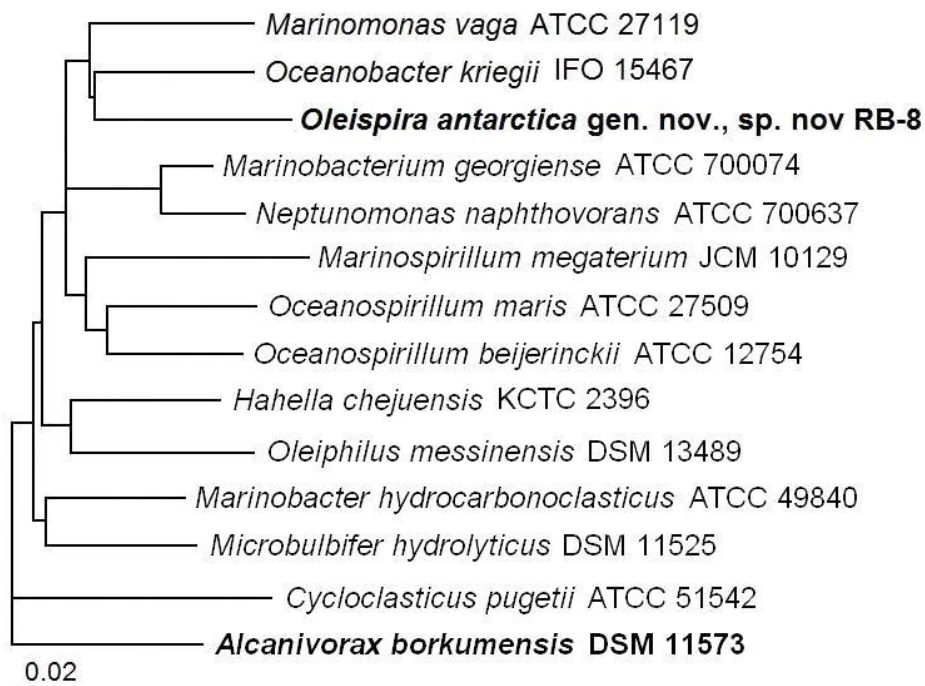 Marinomonas vaga ATCC 27119
Oceanobacter kriegii IFO 15467
Oleispira antarctica gen. nov., sp. nov RB-8
Marinobacterium georgiense ATCC 700074
Neptunomonas naphthovorans ATCC 700637
Marinospirillum megaterium JCM 10129
Oceanospirillum maris ATCC 27509
Oceanospirillum beijerinckii ATCC 12754
Hahella chejuensis KCTC 2396
Oleiphilus messinensis DSM 13489
Marinobacter hydrocarbonoclasticus ATCC 49840
Microbulbifer hydrolyticus DSM 11525
Cycloclasticus pugetii ATCC 51542
Alcanivorax borkumensis DSM 11573
0.02